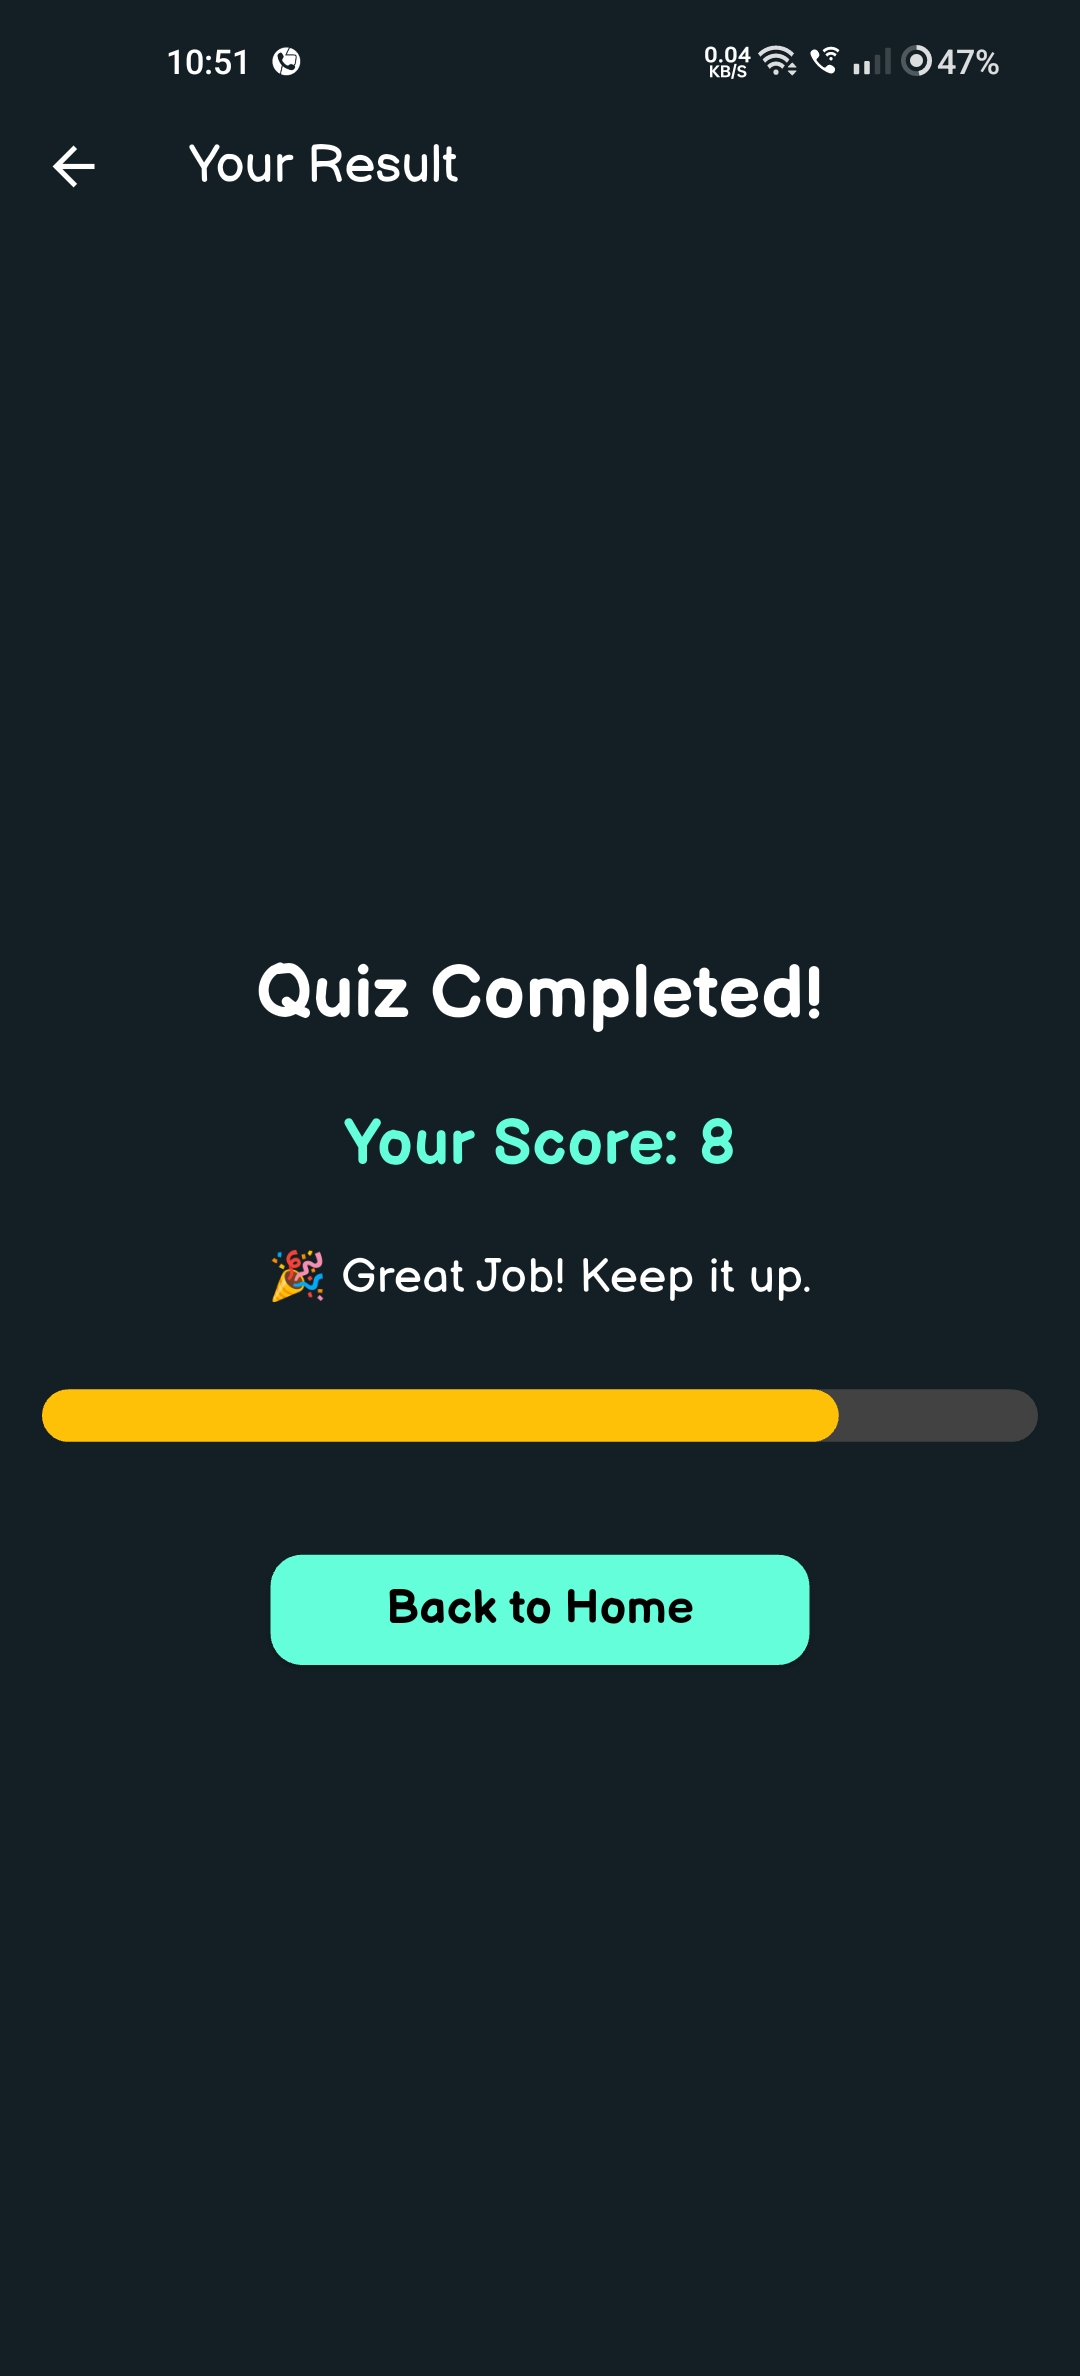 10:51 0.04 KB/S 47%
Your Result
Quiz Completed!
Your Score: 8
🎉 Great Job! Keep it up.
Back to Home